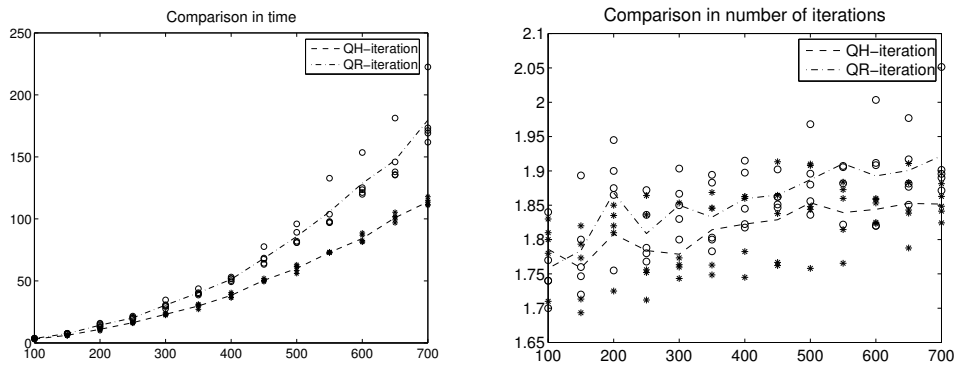 Comparison in time
250
200
150
100
50
0
QH−iteration
QR−iteration
100 200 300 400 500 600 700
Comparison in number of iterations
2.1
2.05
2
1.95
1.9
1.85
1.8
1.75
1.7
1.65
QH−iteration
QR−iteration
100 200 300 400 500 600 700